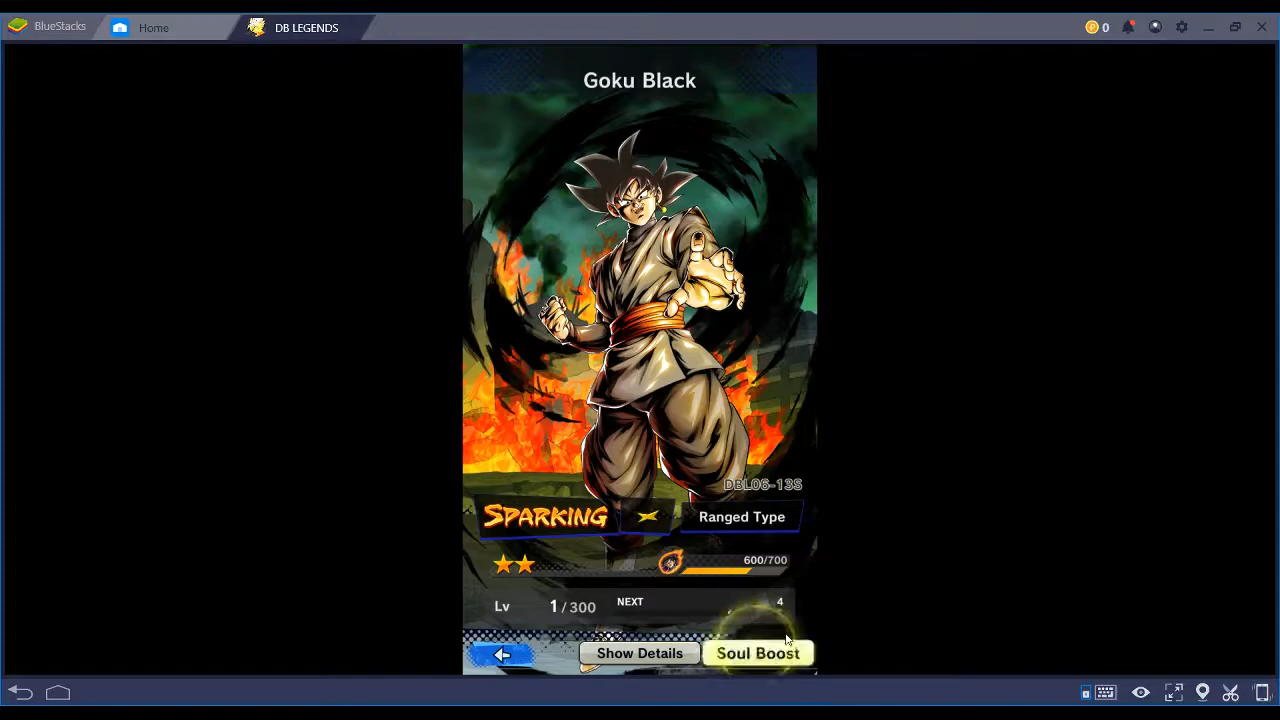 BlueStacks
Home
DB LEGENDS
0
Goku Black
DBL06-13S
SPARKING
Ranged Type
600/700
Lv 1/300 NEXT 4
Show Details
Soul Boost